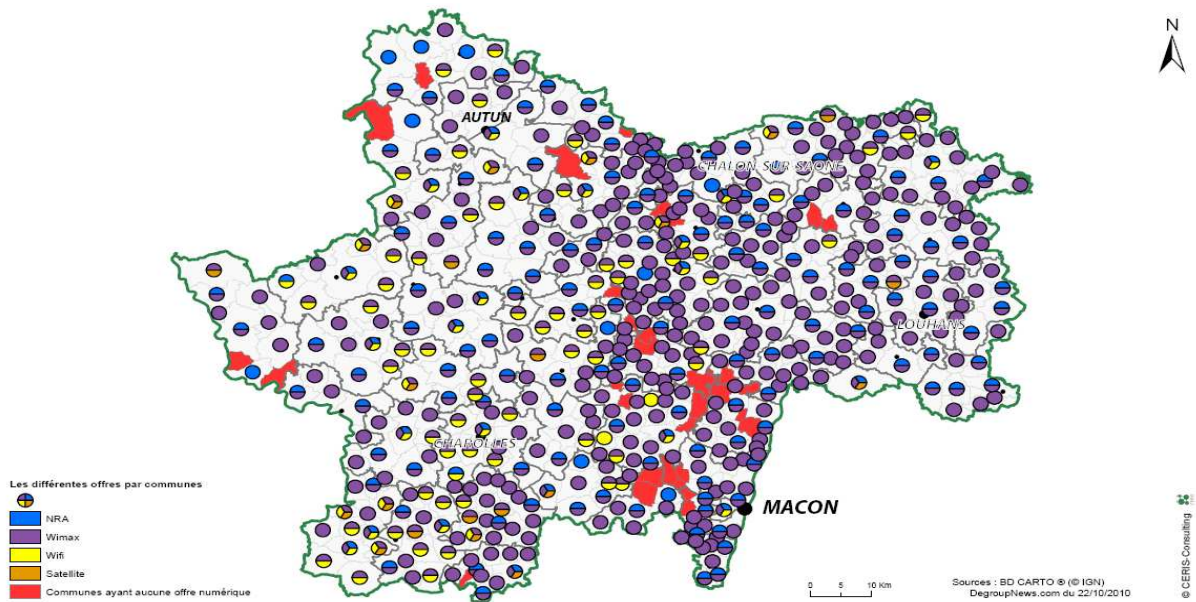 N
AUTUN
CHALON SUR SAONE
LOUHANS
CHAROLLES
MACON
Les différentes offres par communes
NRA
Wimax
Wifi
Satellite
Communes ayant aucune offre numérique
0 5 10 Km
Sources : BD CARTO ® (© IGN)
DegroupNews.com du 22/10/2010
© CERIS-Consulting